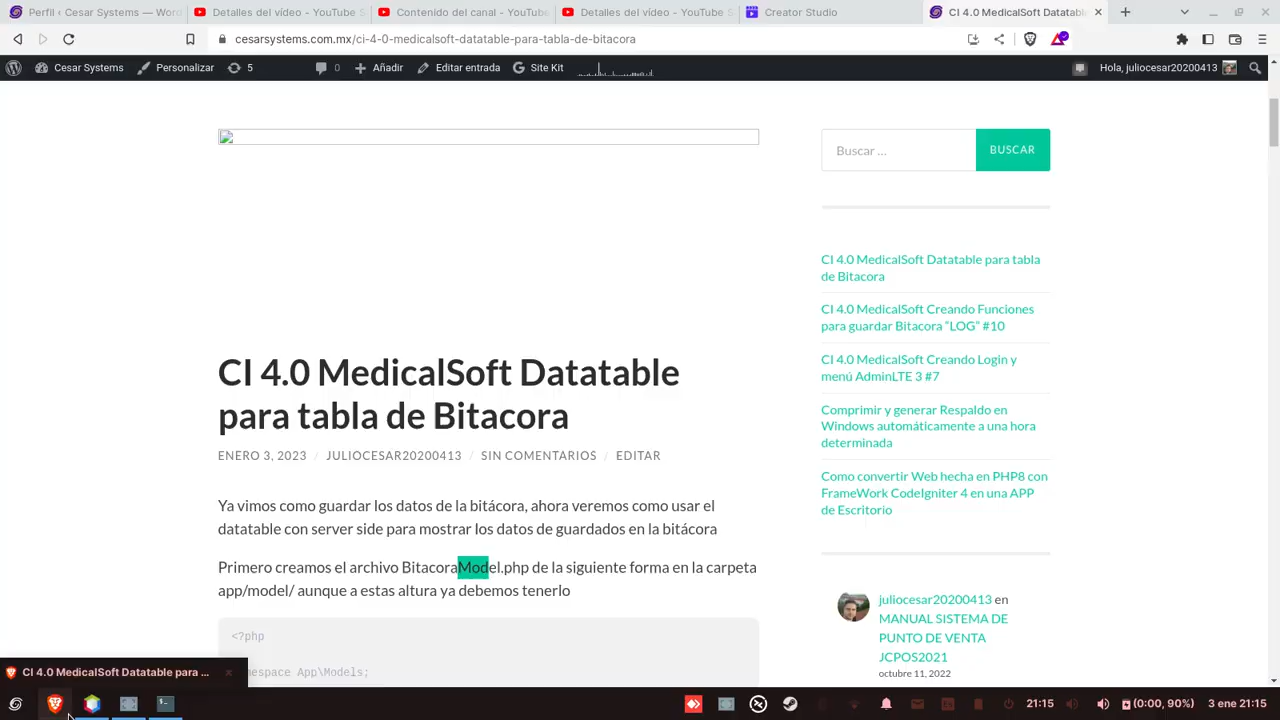 Perfil
Cesar Systems — Word
Detalles del vídeo - YouTube S
Contenido del canal - YouTube
Detalles del vídeo - YouTube S
Creator Studio
CI 4.0 MedicalSoft Datatable
cesarsystems.com.mx/ci-4-0-medicalsoft-datatable-para-tabla-de-bitacora
Cesar Systems
Personalizar
5
0
Añadir
Editar entrada
Site Kit
Hola, juliocesar20200413
Buscar …
BUSCAR
CI 4.0 MedicalSoft Datatable
para tabla de Bitacora
ENERO 3, 2023 / JULIOCESAR20200413 / SIN COMENTARIOS / EDITAR
Ya vimos como guardar los datos de la bitácora, ahora veremos como usar el
datatable con server side para mostrar los datos de guardados en la bitácora
Primero creamos el archivo BitacoraModel.php de la siguiente forma en la carpeta
app/model/ aunque a estas altura ya debemos tenerlo
<?php
mespace App\Models;
CI 4.0 MedicalSoft Datatable para tabla
de Bitacora
CI 4.0 MedicalSoft Creando Funciones
para guardar Bitacora “LOG” #10
CI 4.0 MedicalSoft Creando Login y
menú AdminLTE 3 #7
Comprimir y generar Respaldo en
Windows automáticamente a una hora
determinada
Como convertir Web hecha en PHP8 con
FrameWork CodeIgniter 4 en una APP
de Escritorio
juliocesar20200413 en
MANUAL SISTEMA DE
PUNTO DE VENTA
JCPOS2021
octubre 11, 2022
CI 4.0 MedicalSoft Datatable para ...
21:15
(0:00, 90%)
3 ene 21:15